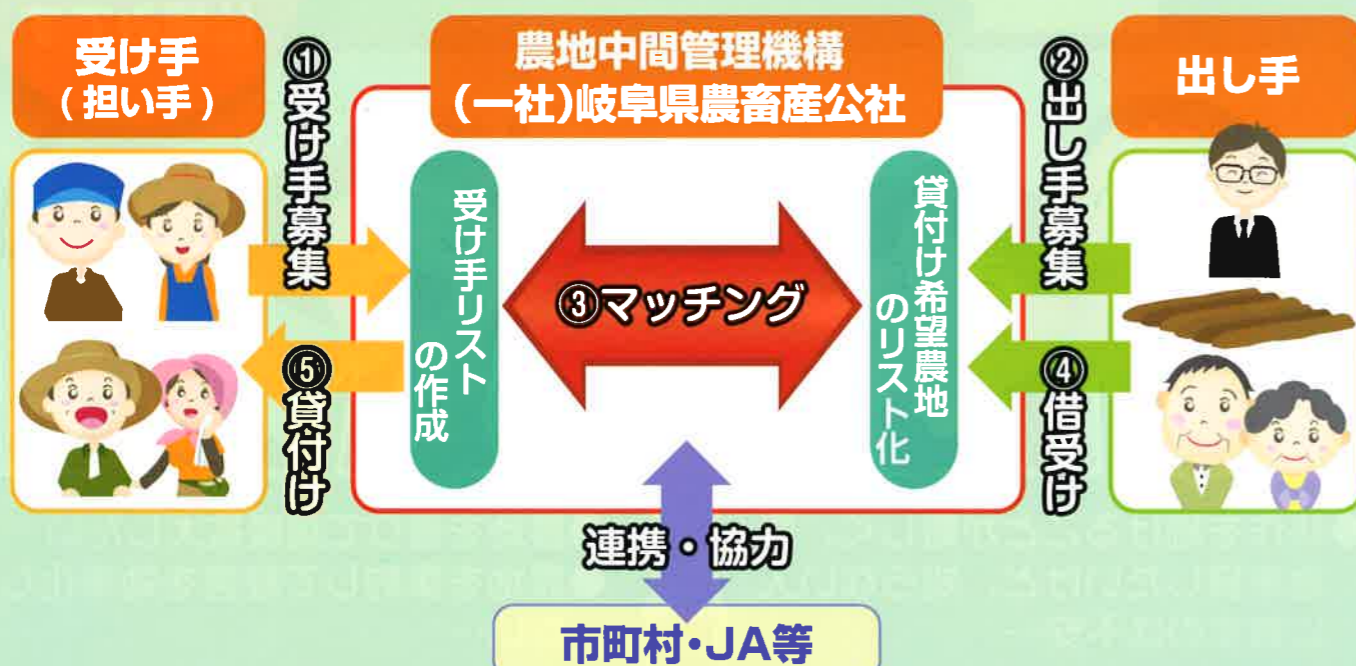 受け手
(担い手)
①受け手募集
農地中間管理機構
(一社)岐阜県農畜産公社
②出し手募集
出し手
受け手リスト
の作成
③マッチング
貸付け希望農地
のリスト化
⑤貸付け
④借受け
連携・協力
市町村・JA等